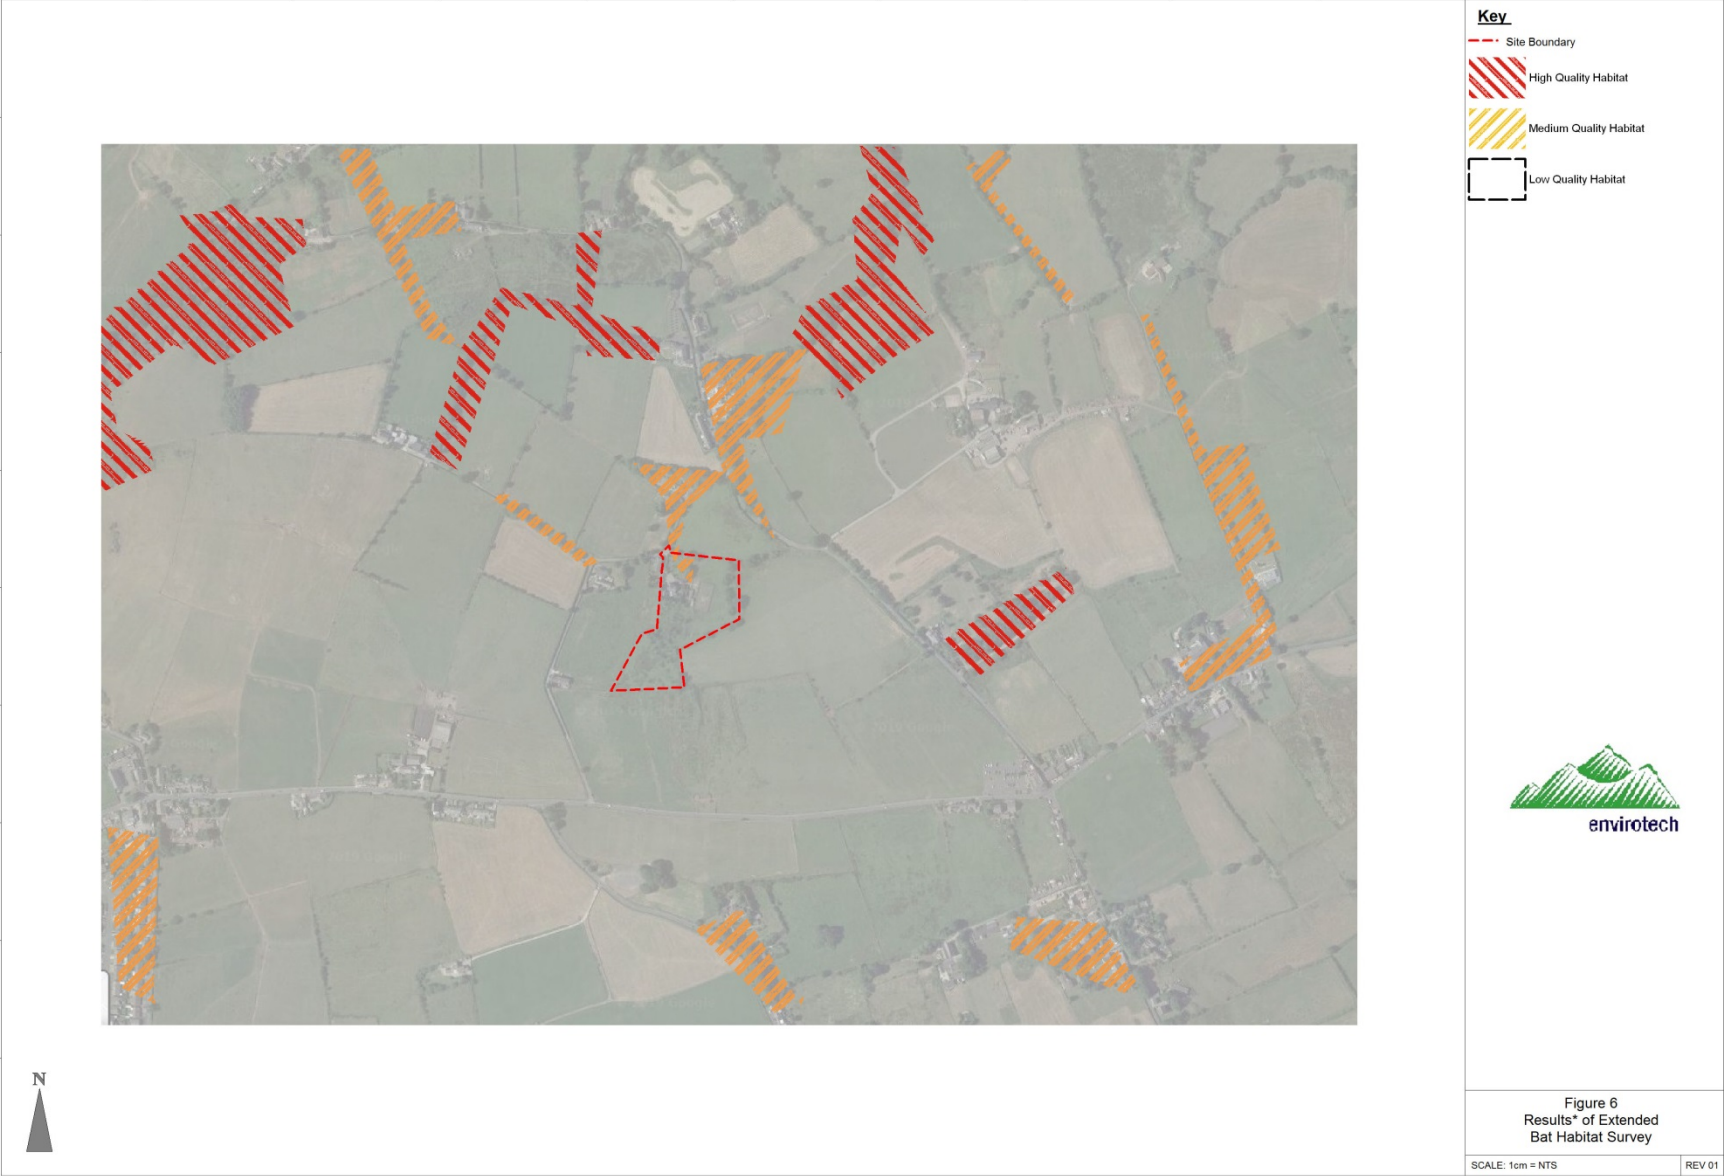 Key
Site Boundary
High Quality Habitat
Medium Quality Habitat
Low Quality Habitat
envirotech
N
Figure 6
Results* of Extended
Bat Habitat Survey
SCALE: 1cm = NTS
REV 01